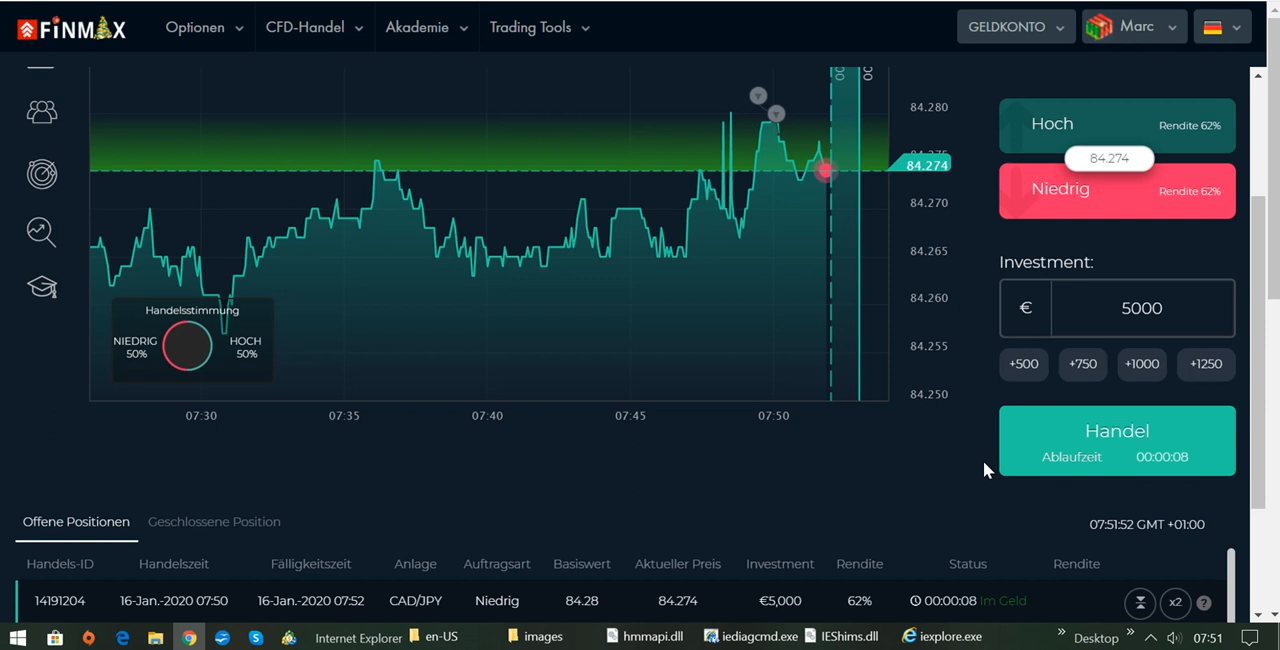 FiNMAX
Optionen
CFD-Handel
Akademie
Trading Tools
GELDKONTO
Marc
84.280
84.274
84.270
84.265
84.260
84.255
84.250
07:30
07:35
07:40
07:45
07:50
Handelsstimmung
NIEDRIG
50%
HOCH
50%
Hoch
Rendite 62%
84.274
Niedrig
Rendite 62%
Investment:
€
5000
+500
+750
+1000
+1250
Handel
Ablaufzeit 00:00:08
Offene Positionen
Geschlossene Position
07:51:52 GMT +01:00
Handels-ID Handelszeit Fälligkeitszeit Anlage Auftragsart Basiswert Aktueller Preis Investment Rendite Status Rendite
14191204 16-Jan.-2020 07:50 16-Jan.-2020 07:52 CAD/JPY Niedrig 84.28 84.274 €5,000 62% 00:00:08 Im Geld x2 ?
Internet Explorer
en-US
images
hmmapi.dll
iediagcmd.exe
IEShims.dll
iexplore.exe
Desktop
07:51